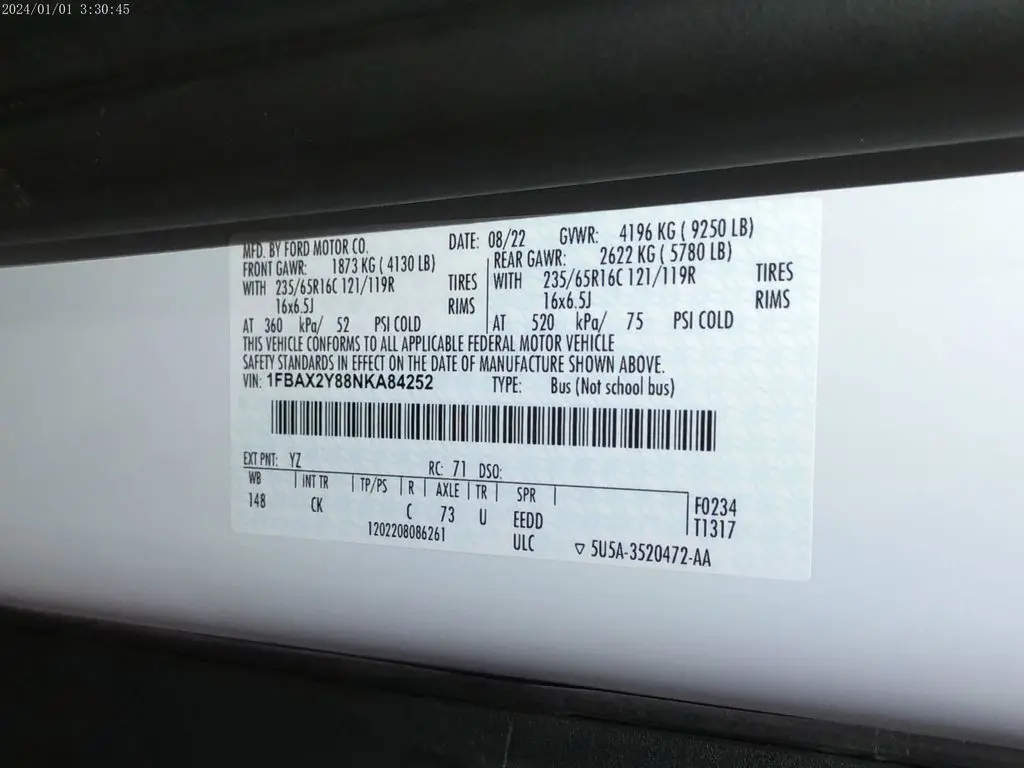 2024/01/01 3:30:45
MFD. BY FORD MOTOR CO. DATE: 08/22 GVWR: 4196 KG ( 9250 LB)
FRONT GAWR: 1873 KG ( 4130 LB) REAR GAWR: 2622 KG ( 5780 LB)
WITH 235/65R16C 121/119R TIRES WITH 235/65R16C 121/119R TIRES
16x6.5J RIMS 16x6.5J RIMS
AT 360 kPa/ 52 PSI COLD AT 520 kPa/ 75 PSI COLD
THIS VEHICLE CONFORMS TO ALL APPLICABLE FEDERAL MOTOR VEHICLE
SAFETY STANDARDS IN EFFECT ON THE DATE OF MANUFACTURE SHOWN ABOVE.
VIN: 1FBAX2Y88NKA84252 TYPE: Bus (Not school bus)
EXT PNT: YZ RC: 71 DSO:
WB INT TR TP/PS R AXLE TR SPR
148 CK C 73 U EEDD F0234
1202208086261 ULC T1317
▽ 5U5A-3520472-AA